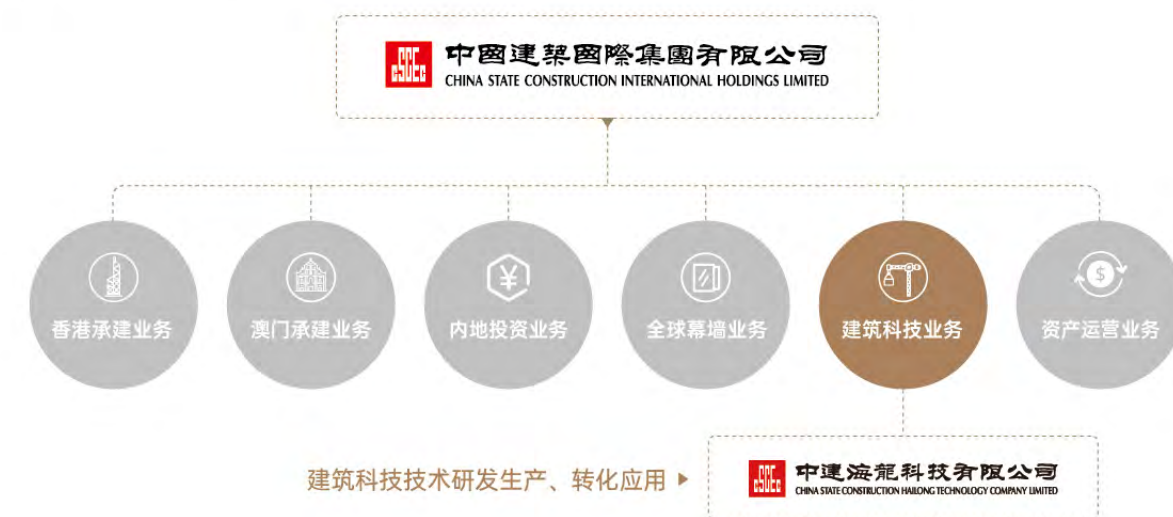 CSCEC
中國建築國際集團有限公司
CHINA STATE CONSTRUCTION INTERNATIONAL HOLDINGS LIMITED
香港承建业务
澳门承建业务
内地投资业务
全球幕墙业务
建筑科技业务
资产运营业务
建筑科技技术研发生产、转化应用
CSCEC
中建海龍科技有限公司
CHINA STATE CONSTRUCTION HAILONG TECHNOLOGY COMPANY LIMITED